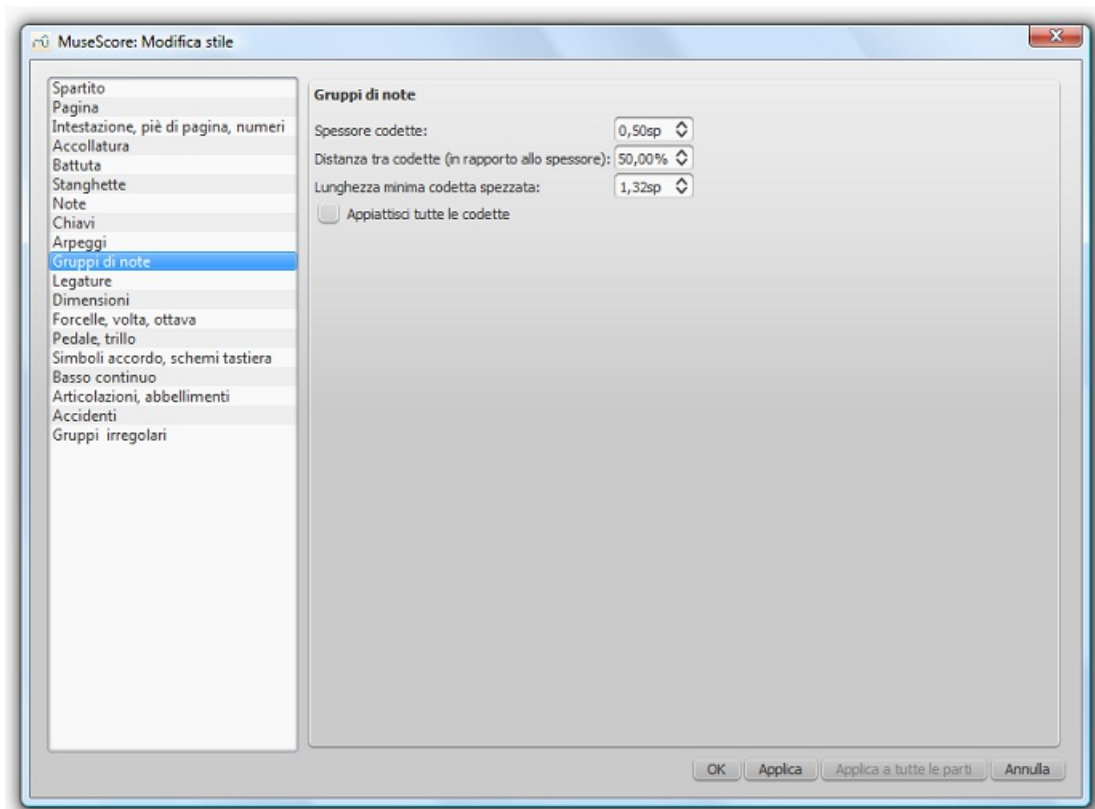 MuseScore: Modifica stile
Spartito
Pagina
Intestazione, piè di pagina, numeri
Accollatura
Battuta
Stanghette
Note
Chiavi
Arpeggi
Gruppi di note
Legature
Dimensioni
Forcelle, volta, ottava
Pedale, trillo
Simboli accordo, schemi tastiera
Basso continuo
Articolazioni, abbellimenti
Accidenti
Gruppi irregolari
Gruppi di note
Spessore codette: 0,50sp
Distanza tra codette (in rapporto allo spessore): 50,00%
Lunghezza minima codetta spezzata: 1,32sp
Appiattisci tutte le codette
OK Applica Applica a tutte le parti Annulla